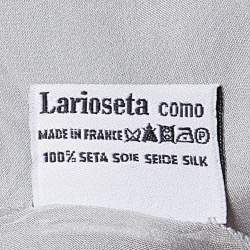 Larioseta como
MADE IN FRANCE
100% SETA SOIE SEIDE SILK